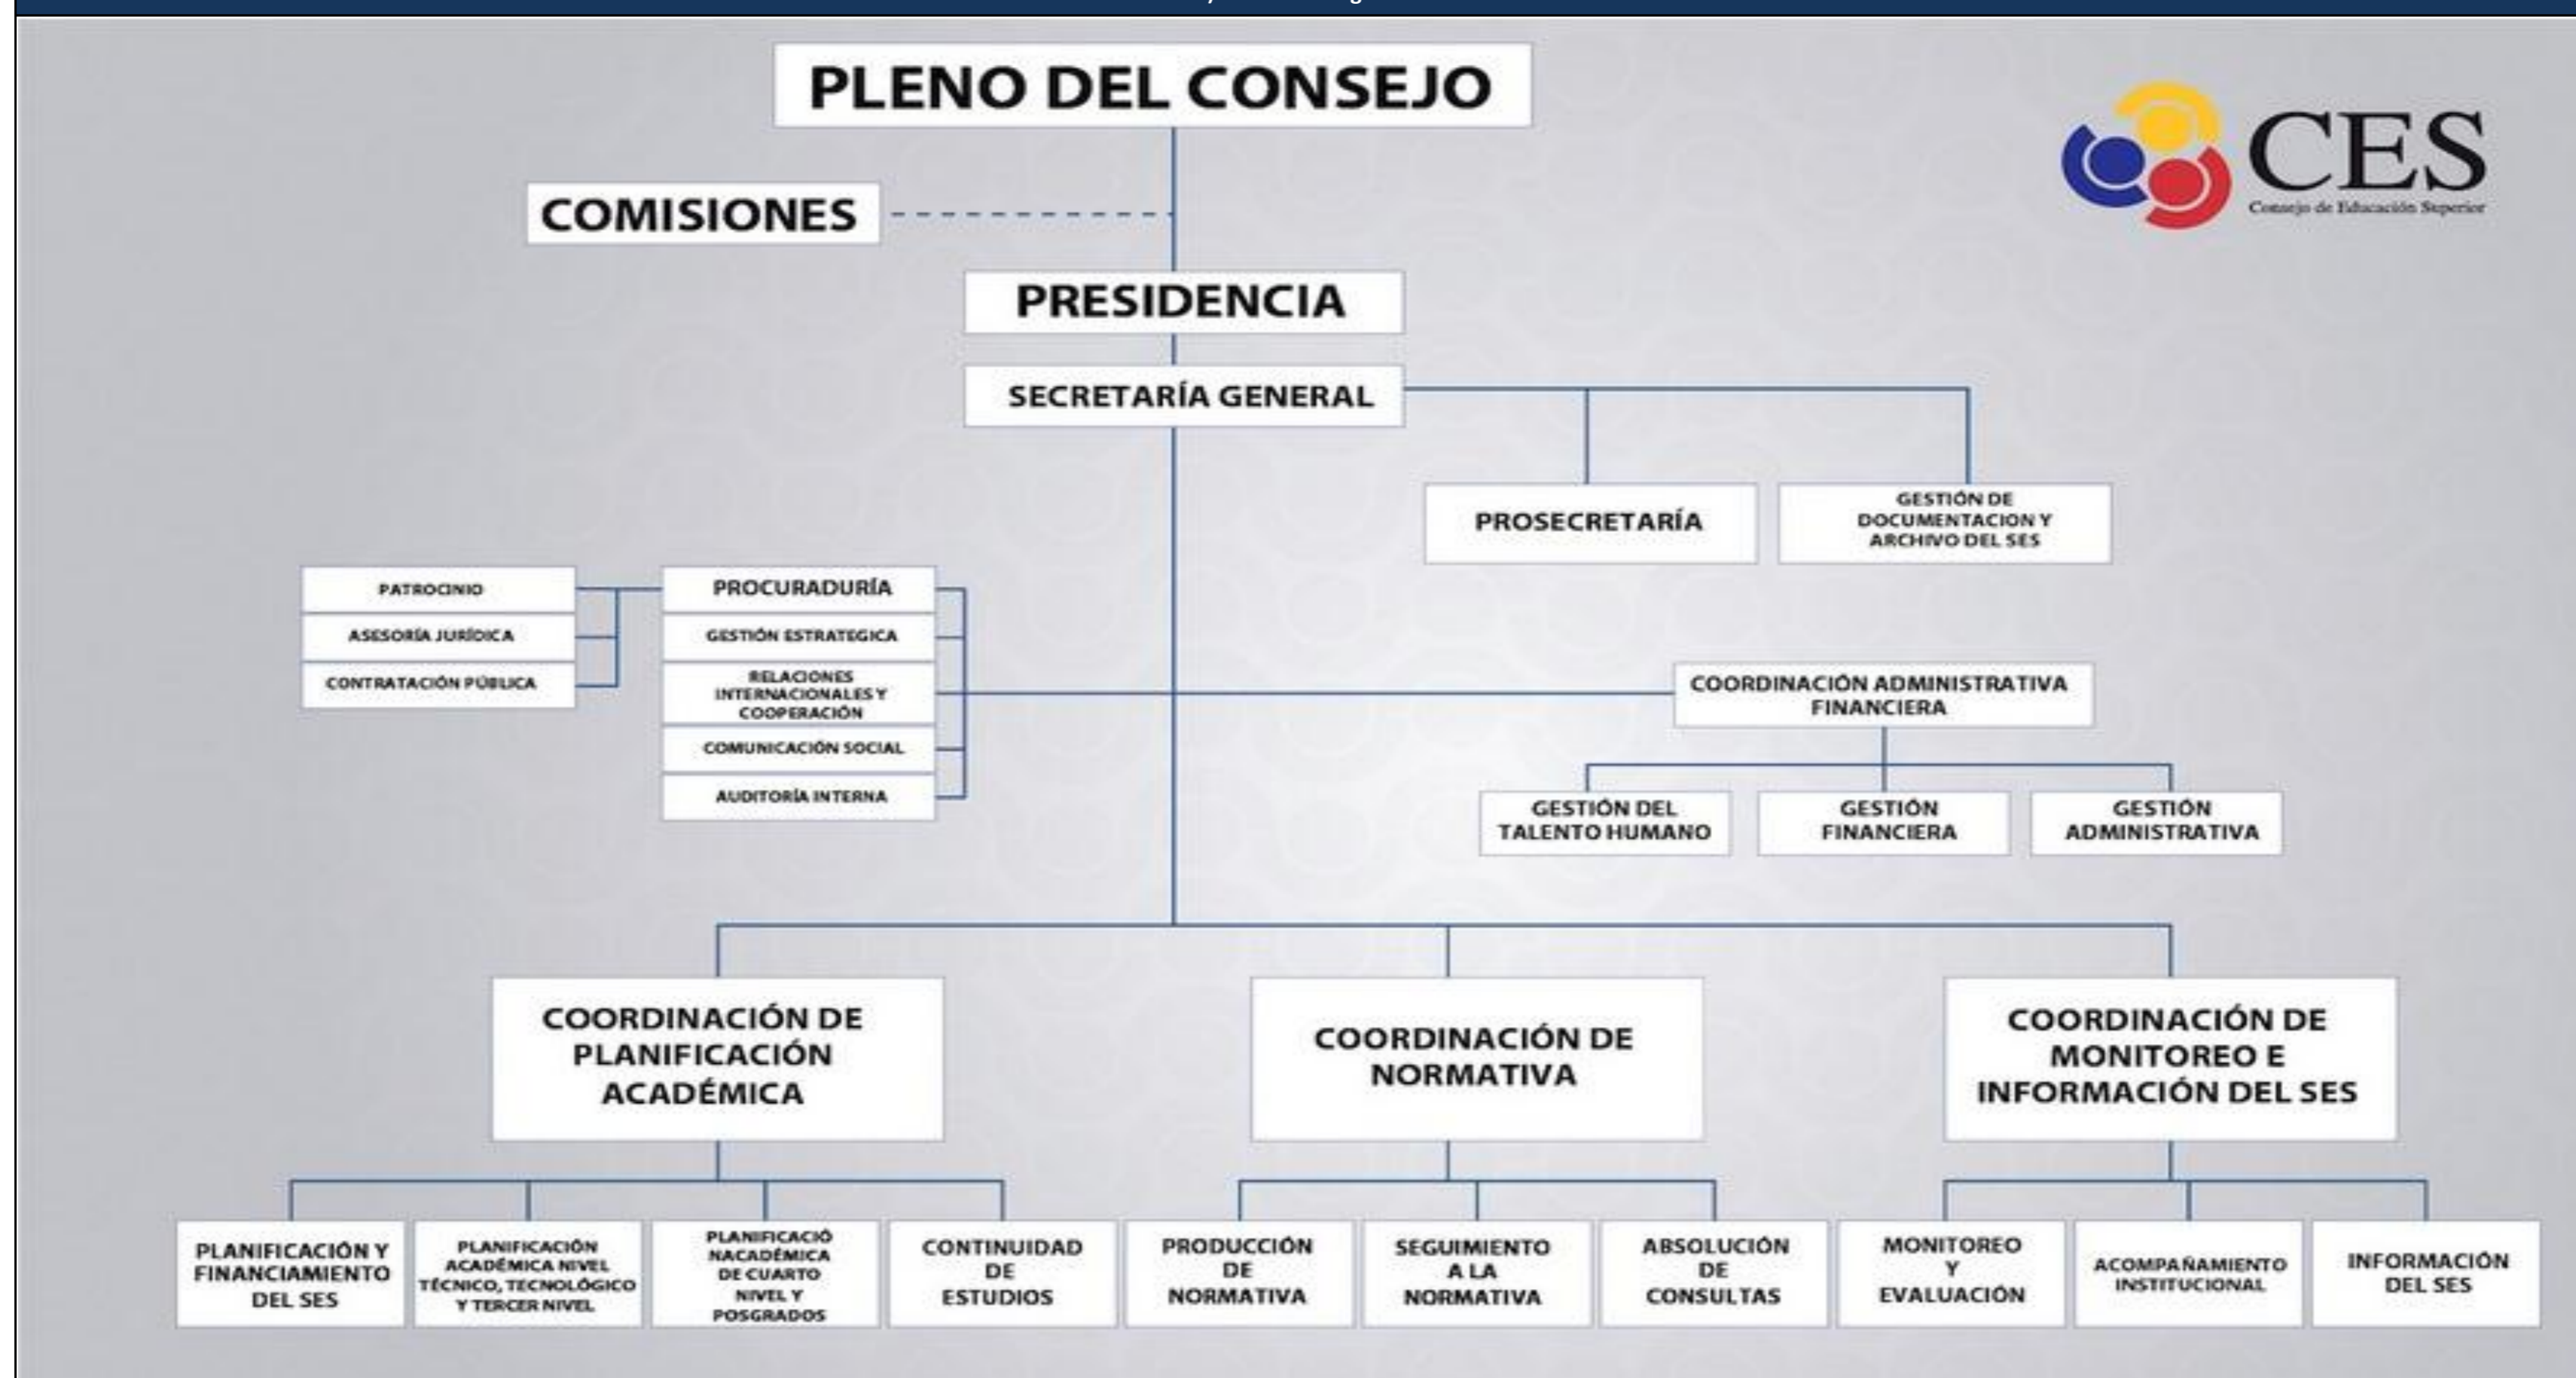 PLENO DEL CONSEJO
CES
Consejo de Educación Superior
COMISIONES
PRESIDENCIA
SECRETARÍA GENERAL
PROSECRETARÍA
GESTIÓN DE
DOCUMENTACION Y
ARCHIVO DEL SES
PATROCINIO
ASESORÍA JURÍDICA
CONTRATACIÓN PÚBLICA
PROCURADURÍA
GESTIÓN ESTRATEGICA
RELACIONES
INTERNACIONALES Y
COOPERACIÓN
COMUNICACIÓN SOCIAL
AUDITORÍA INTERNA
COORDINACIÓN ADMINISTRATIVA
FINANCIERA
GESTIÓN DEL
TALENTO HUMANO
GESTIÓN
FINANCIERA
GESTIÓN
ADMINISTRATIVA
COORDINACIÓN DE
PLANIFICACIÓN
ACADÉMICA
COORDINACIÓN DE
NORMATIVA
COORDINACIÓN DE
MONITOREO E
INFORMACIÓN DEL SES
PLANIFICACIÓN Y
FINANCIAMIENTO
DEL SES
PLANIFICACIÓN
ACADÉMICA NIVEL
TÉCNICO, TECNOLÓGICO
Y TERCER NIVEL
PLANIFICACIÓ
NACADÉMICA
DE CUARTO
NIVEL Y
POSGRADOS
CONTINUIDAD
DE
ESTUDIOS
PRODUCCIÓN
DE
NORMATIVA
SEGUIMIENTO
A LA
NORMATIVA
ABSOLUCIÓN
DE
CONSULTAS
MONITOREO
Y
EVALUACIÓN
ACOMPAÑAMIENTO
INSTITUCIONAL
INFORMACIÓN
DEL SES